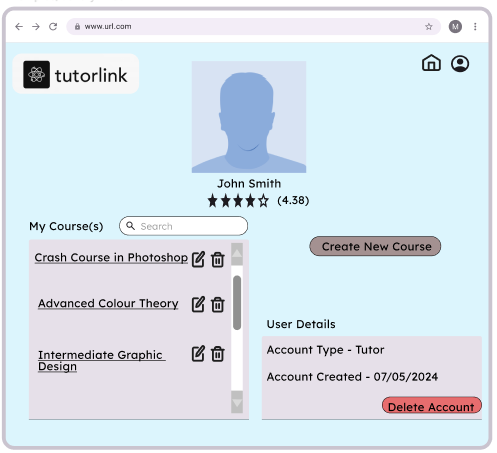 www.url.com
M
tutorlink
John Smith
(4.38)
My Course(s)
Search
Crash Course in Photoshop
Create New Course
Advanced Colour Theory
User Details
Intermediate Graphic
Design
Account Type - Tutor
Account Created - 07/05/2024
Delete Account